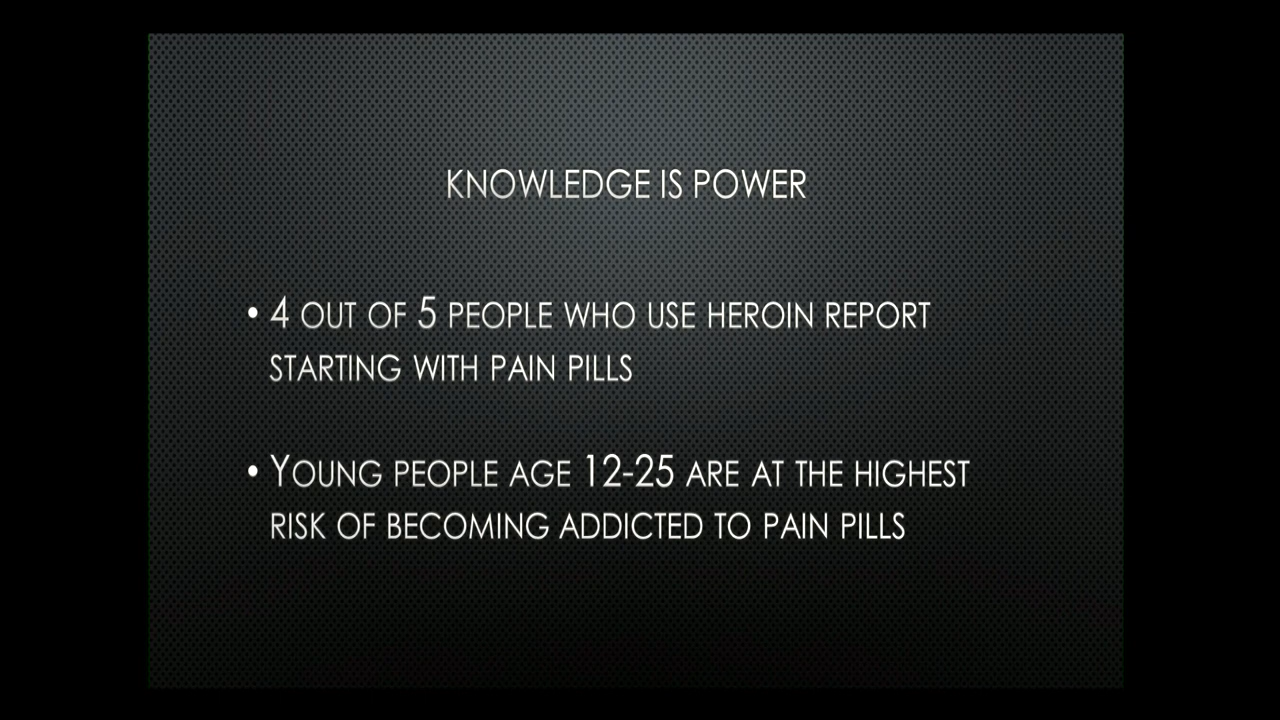 KNOWLEDGE IS POWER
• 4 OUT OF 5 PEOPLE WHO USE HEROIN REPORT
STARTING WITH PAIN PILLS
• YOUNG PEOPLE AGE 12-25 ARE AT THE HIGHEST
RISK OF BECOMING ADDICTED TO PAIN PILLS